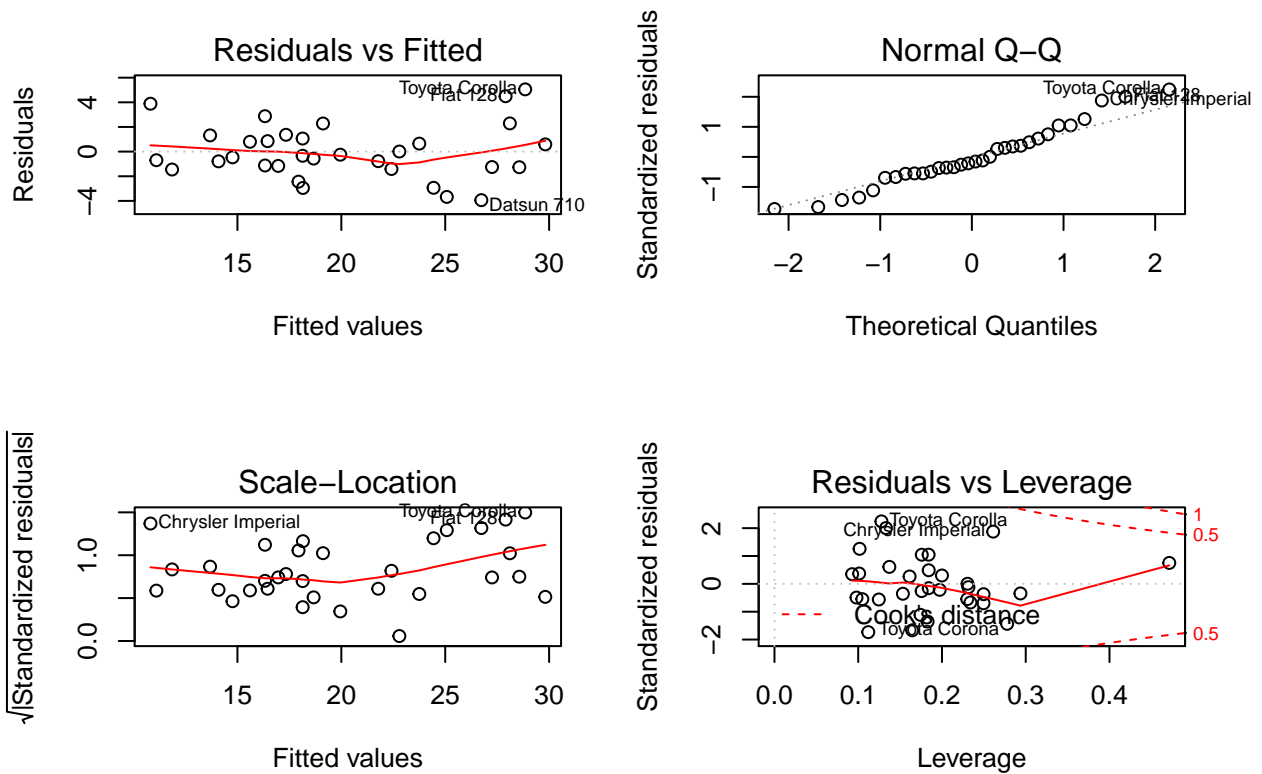 Residuals vs Fitted
Residuals
4
0
−4
Toyota Corolla
Fiat 128
Datsun 710
15 20 25 30
Fitted values
Normal Q−Q
Standardized residuals
1
−1
Toyota Corolla
Fiat 128
Chrysler Imperial
−2 −1 0 1 2
Theoretical Quantiles
Scale−Location
√|Standardized residuals|
1.0
0.0
Chrysler Imperial
Toyota Corolla
Fiat 128
15 20 25 30
Fitted values
Residuals vs Leverage
Standardized residuals
2
0
−2
Toyota Corolla
Chrysler Imperial
Cook's distance
Toyota Corona
1
0.5
0.5
0.0 0.1 0.2 0.3 0.4
Leverage